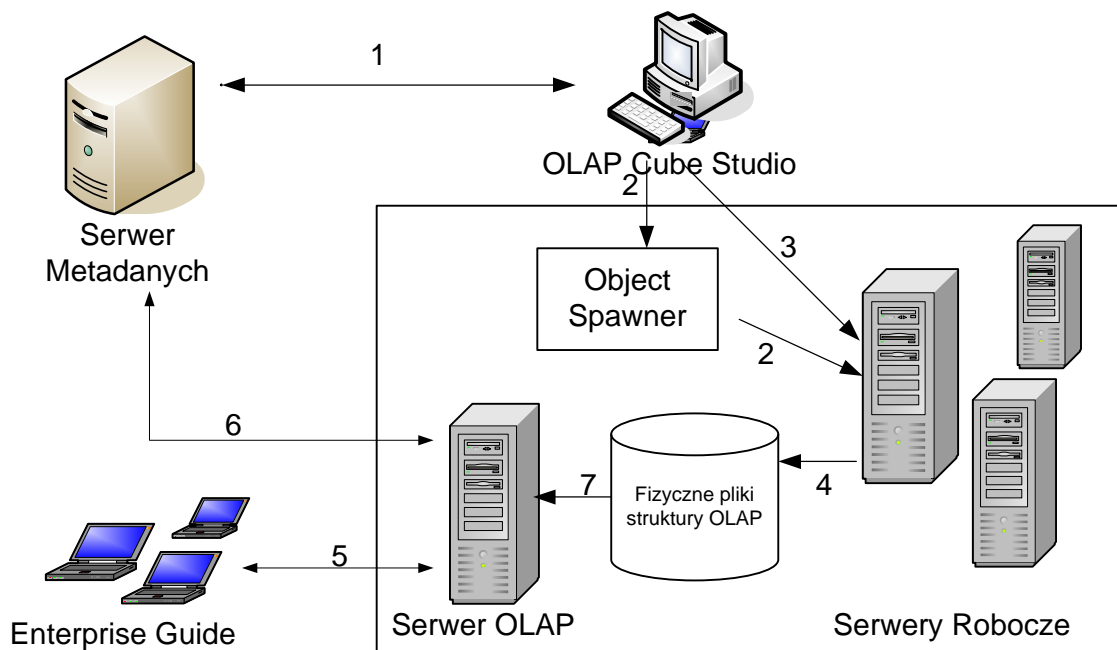 1
OLAP Cube Studio
2
Serwer
Metadanych
3
Object
Spawner
2
6
4
7
Fizyczne pliki
struktury OLAP
5
Enterprise Guide
Serwer OLAP
Serwery Robocze